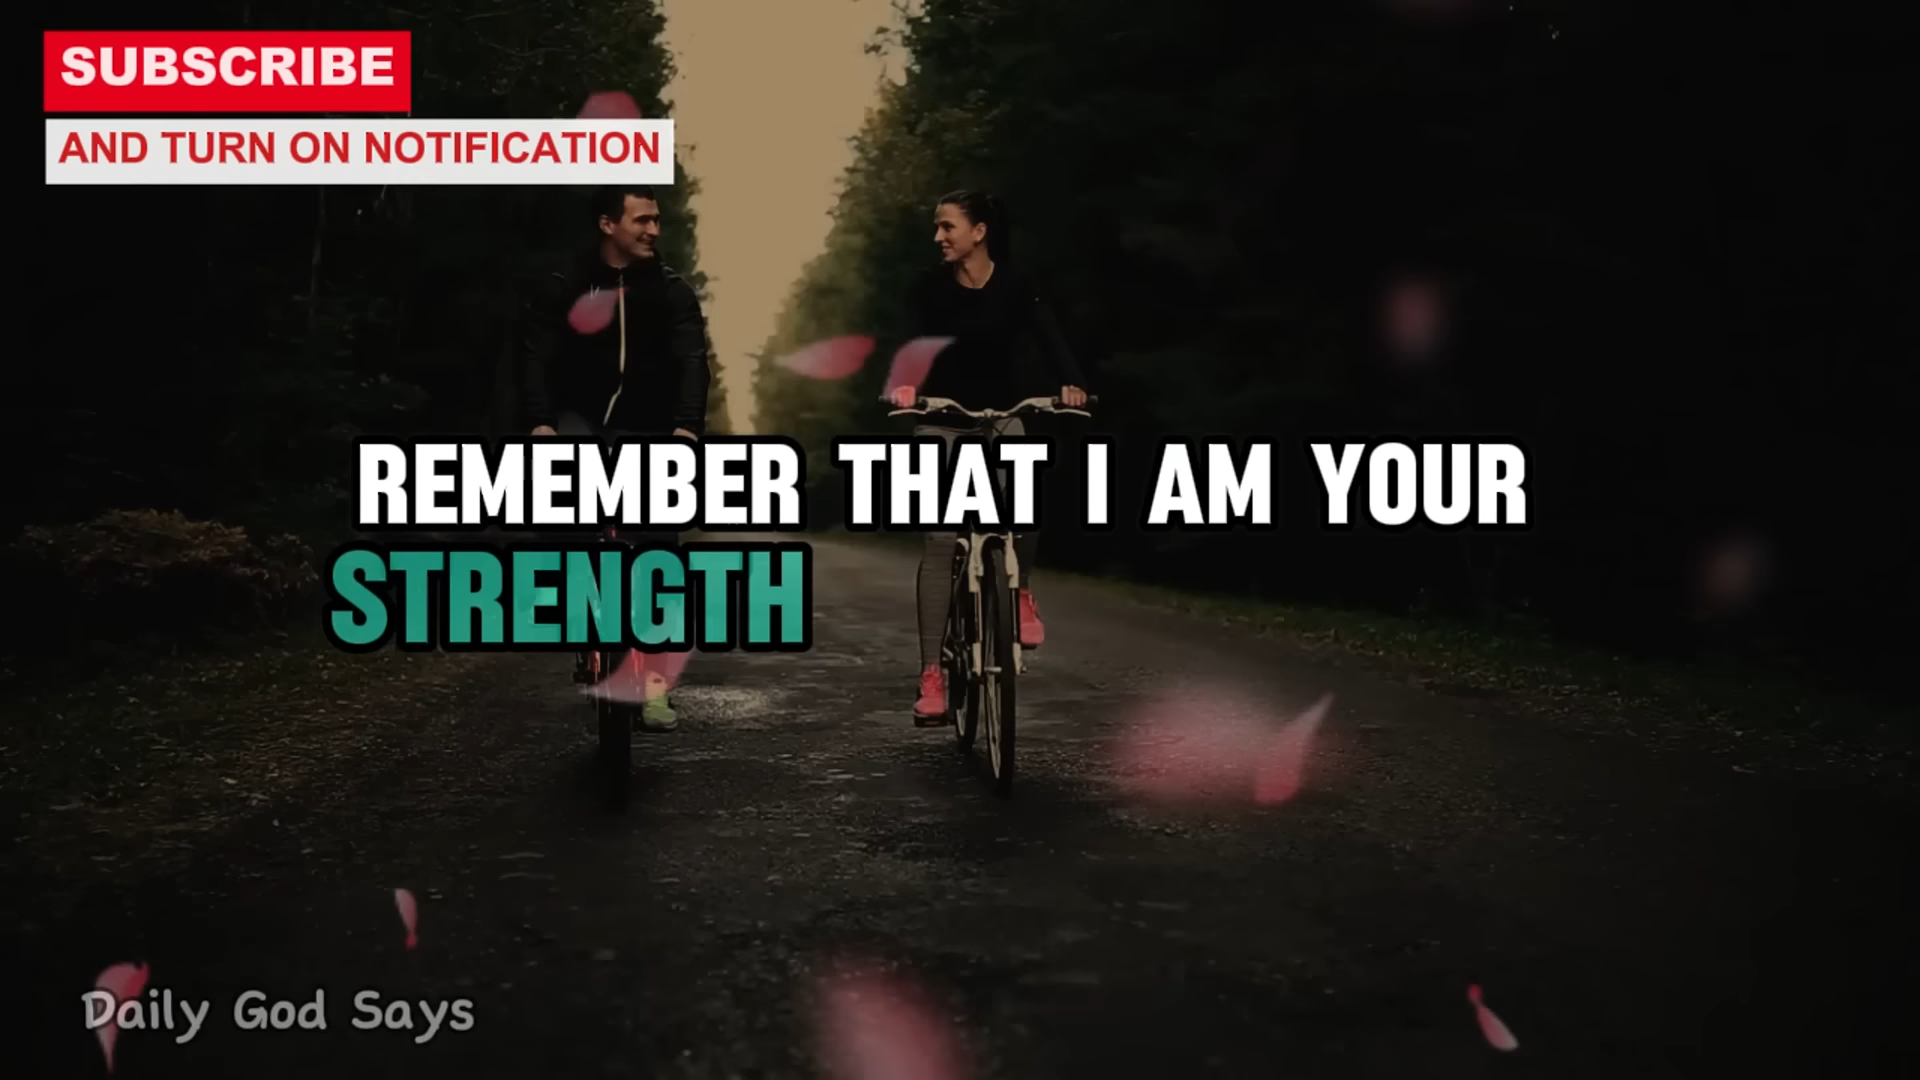 SUBSCRIBE
AND TURN ON NOTIFICATION
REMEMBER THAT I AM YOUR
STRENGTH
Daily God Says